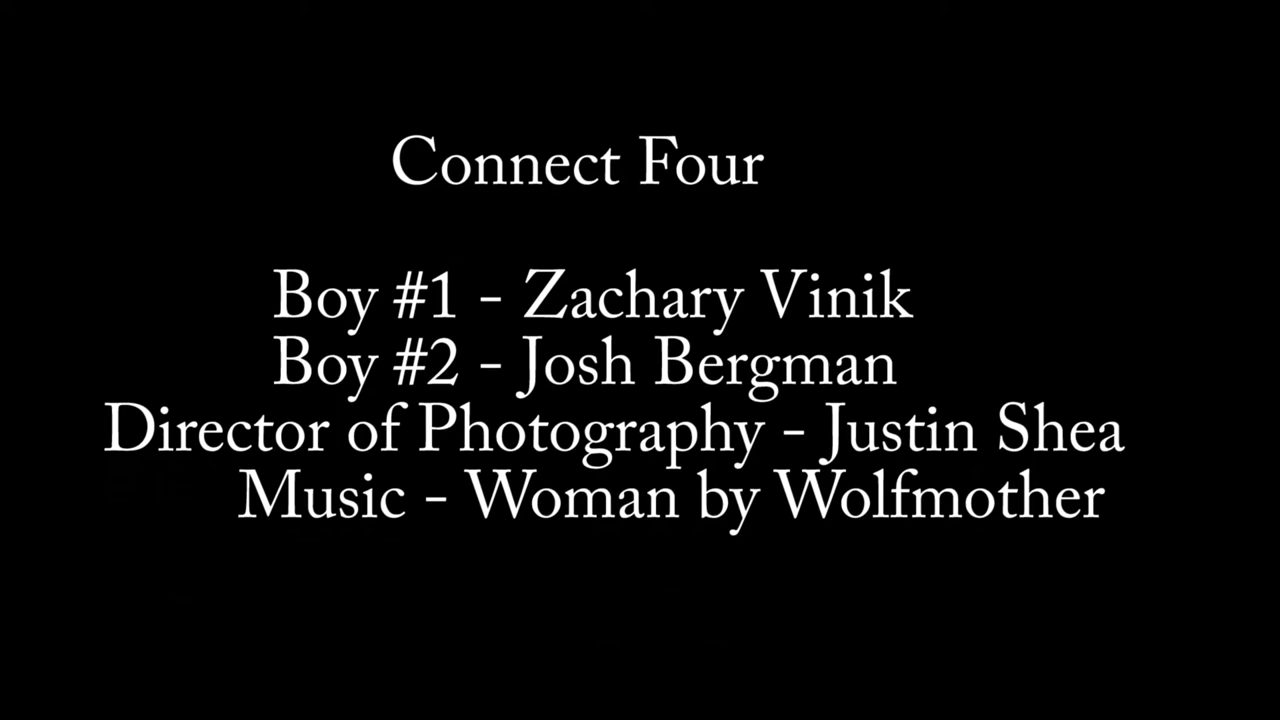 Connect Four
Boy #1 - Zachary Vinik
Boy #2 - Josh Bergman
Director of Photography - Justin Shea
Music - Woman by Wolfmother